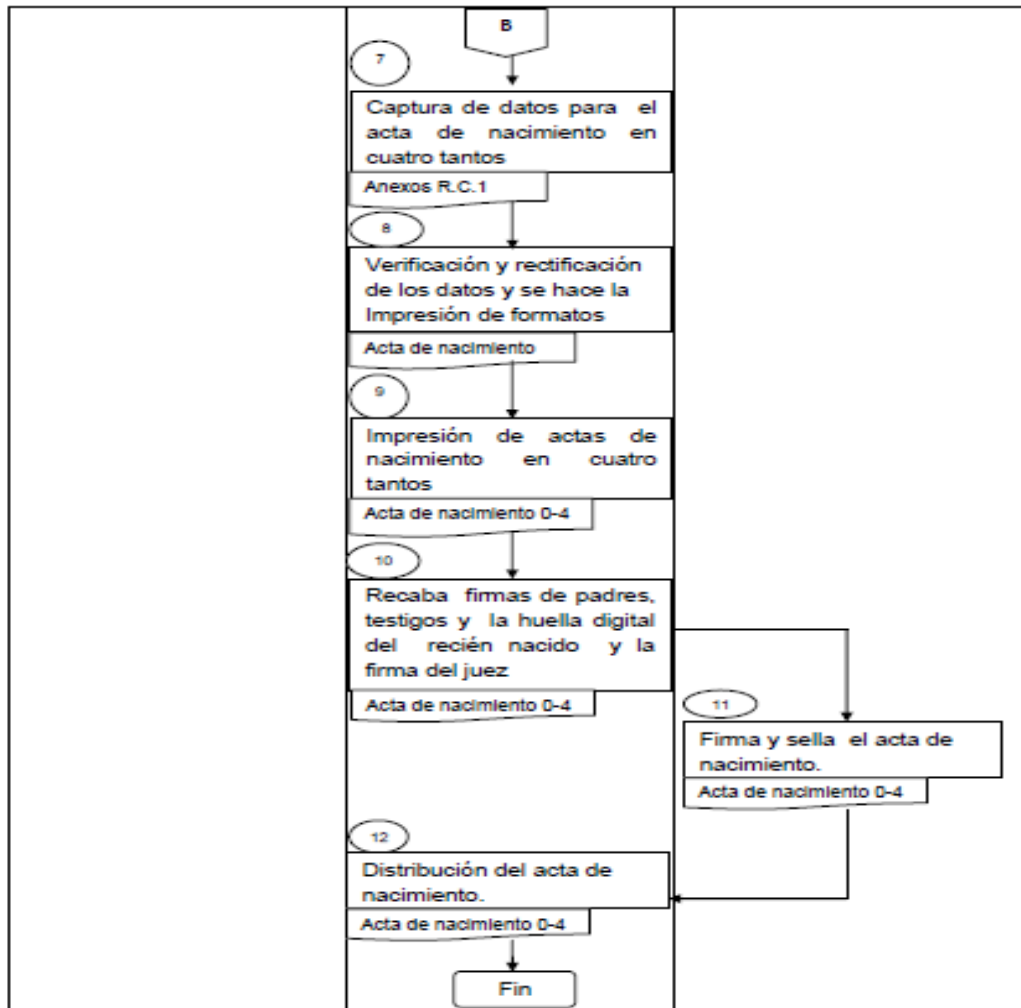 B
7
Captura de datos para el
acta de nacimiento en
cuatro tantos
Anexos R.C.1
8
Verificación y rectificación
de los datos y se hace la
Impresión de formatos
Acta de nacimiento
9
Impresión de actas de
nacimiento en cuatro
tantos
Acta de nacimiento 0-4
10
Recaba firmas de padres,
testigos y la huella digital
del recién nacido y la
firma del juez
Acta de nacimiento 0-4
11
Firma y sella el acta de
nacimiento.
Acta de nacimiento 0-4
12
Distribución del acta de
nacimiento.
Acta de nacimiento 0-4
Fin